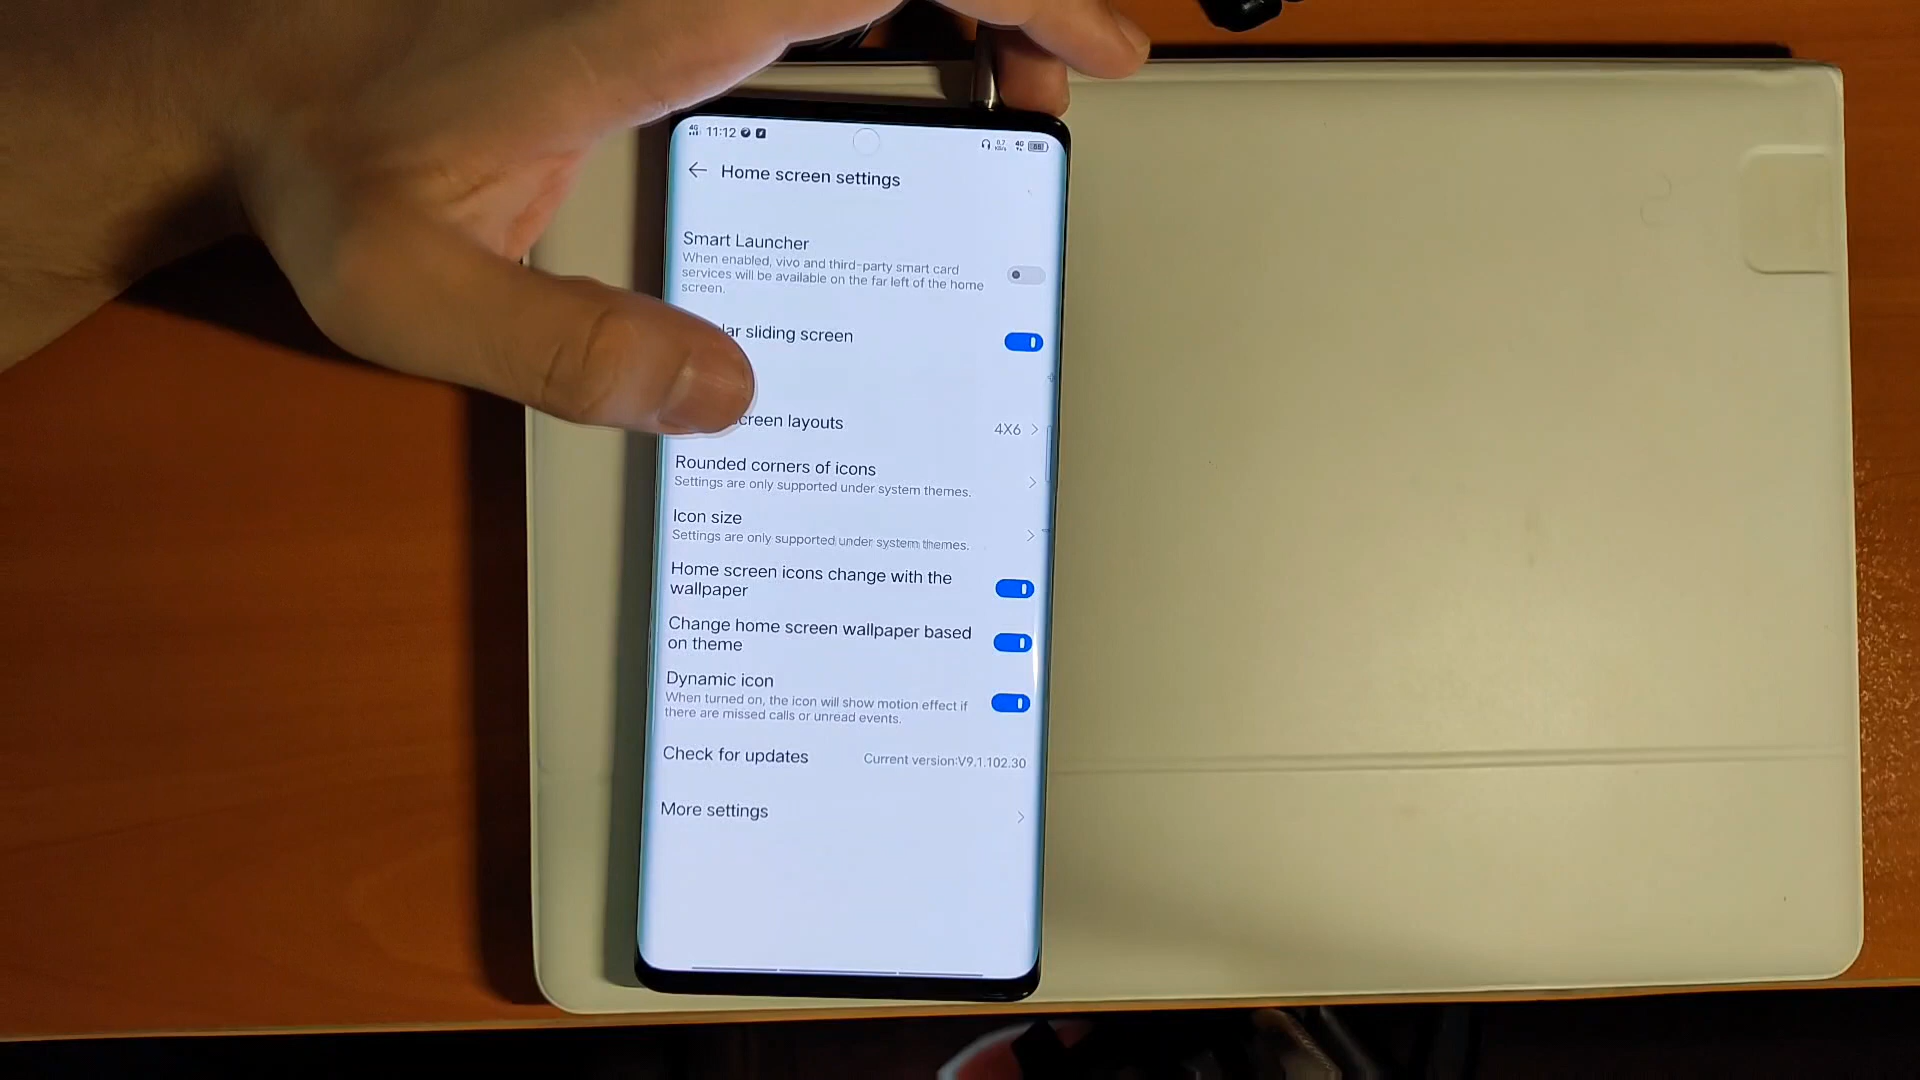 4G 11:12
4G
Home screen settings
Smart Launcher
When enabled, vivo and third-party smart card
services will be available on the far left of the home
screen.
lar sliding screen
creen layouts 4X6
Rounded corners of icons
Settings are only supported under system themes.
Icon size
Settings are only supported under system themes.
Home screen icons change with the
wallpaper
Change home screen wallpaper based
on theme
Dynamic icon
When turned on, the icon will show motion effect if
there are missed calls or unread events.
Check for updates Current version:V9.1.102.30
More settings